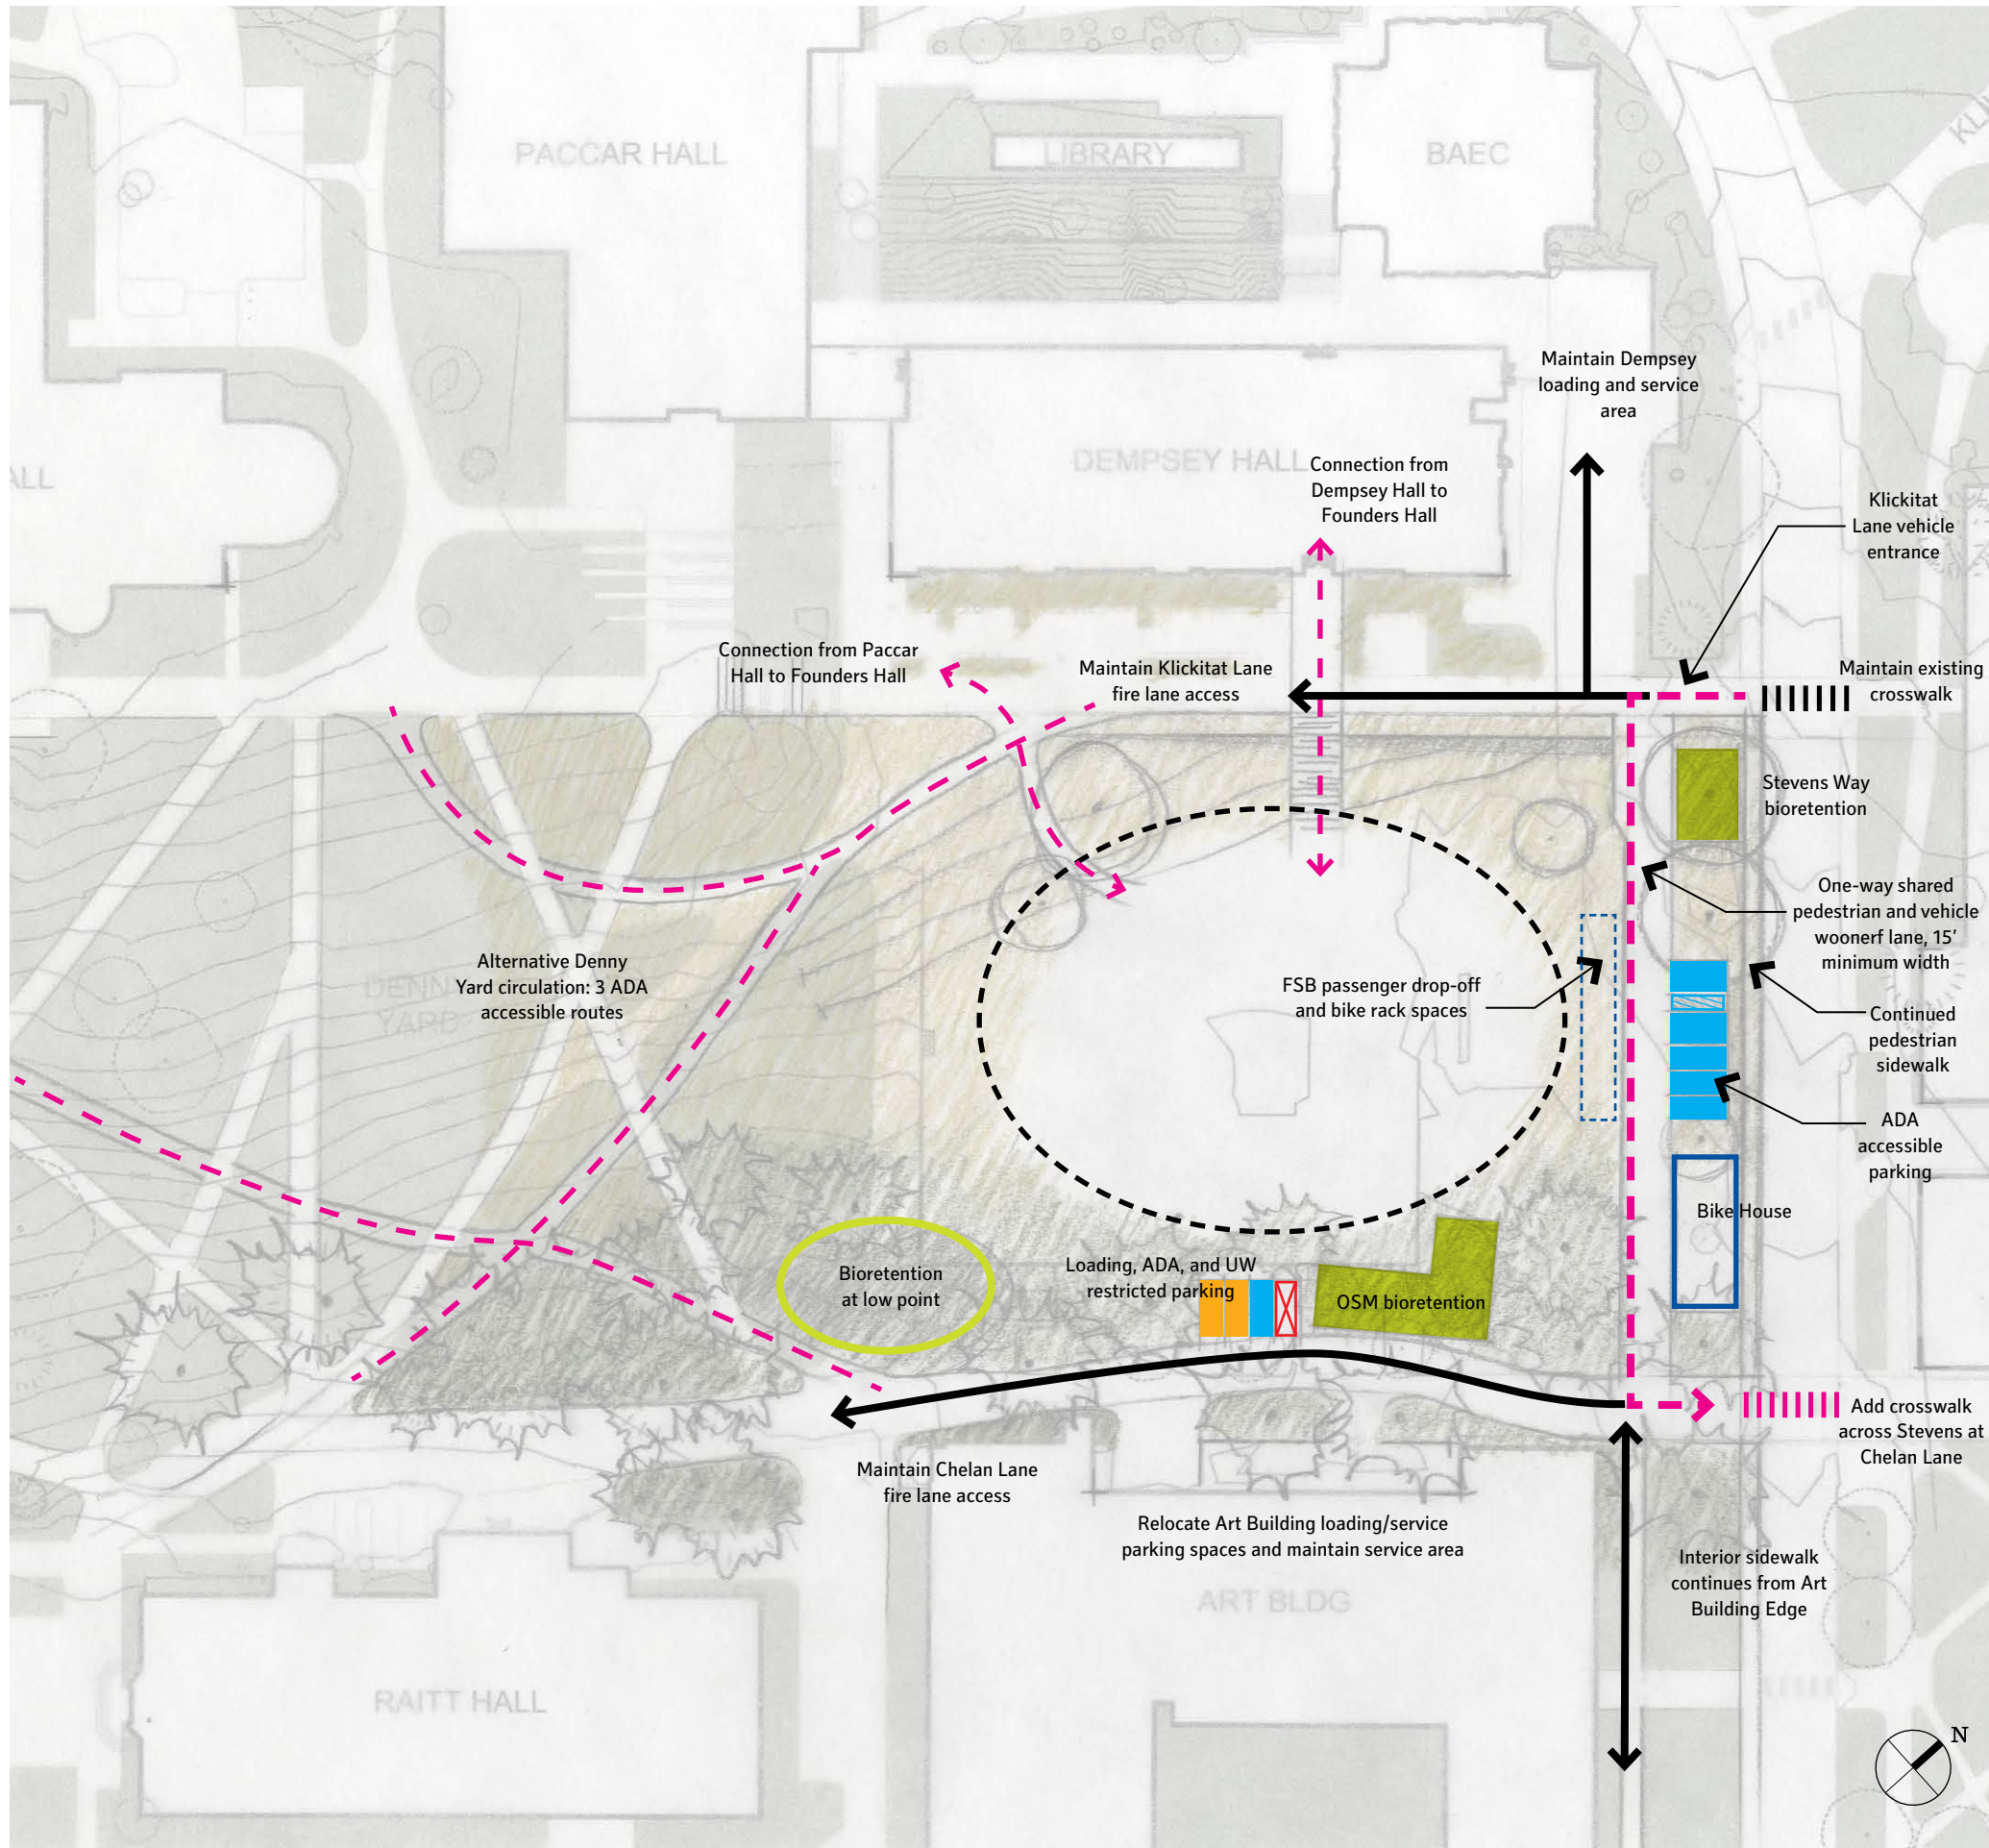 PACCAR HALL
LIBRARY
BAEC
Maintain Dempsey
loading and service
area
ALL
DEMPSEY HALL
Connection from
Dempsey Hall to
Founders Hall
Klickitat
Lane vehicle
entrance
Connection from Paccar
Hall to Founders Hall
Maintain Klickitat Lane
fire lane access
Maintain existing
crosswalk
Stevens Way
bioretention
One-way shared
pedestrian and vehicle
woonerf lane, 15'
minimum width
Alternative Denny
Yard circulation: 3 ADA
accessible routes
DENN
YARD
FSB passenger drop-off
and bike rack spaces
Continued
pedestrian
sidewalk
ADA
accessible
parking
Bike House
Bioretention
at low point
Loading, ADA, and UW
restricted parking
OSM bioretention
Add crosswalk
across Stevens at
Chelan Lane
Maintain Chelan Lane
fire lane access
Relocate Art Building loading/service
parking spaces and maintain service area
Interior sidewalk
continues from Art
Building Edge
ART BLDG
RAITT HALL
N